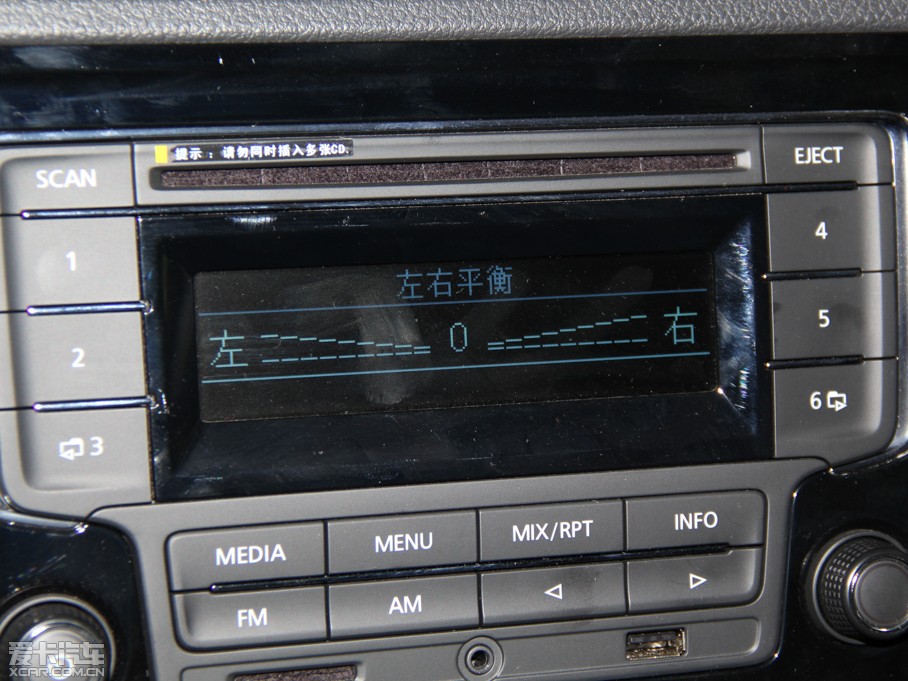 提示：请勿同时插入多张CD.
SCAN
EJECT
1
4
左右平衡
左 0 右
2
5
3
6
MEDIA MENU MIX/RPT INFO
FM AM
爱卡汽车
XCAR.COM.CN